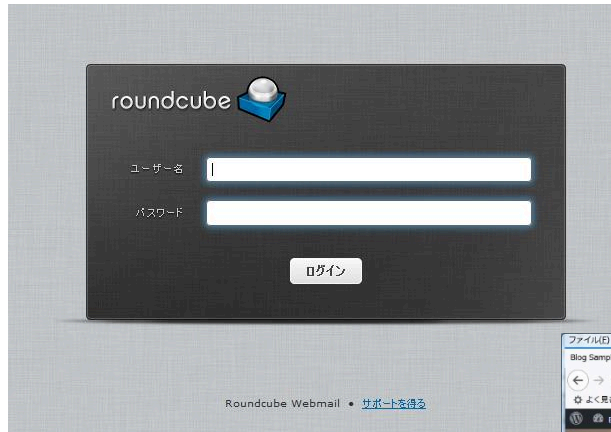 roundcube
ユーザー名
パスワード
ログイン
Roundcube Webmail • サポートを得る
ファイル(F)
Blog Samp
よく見